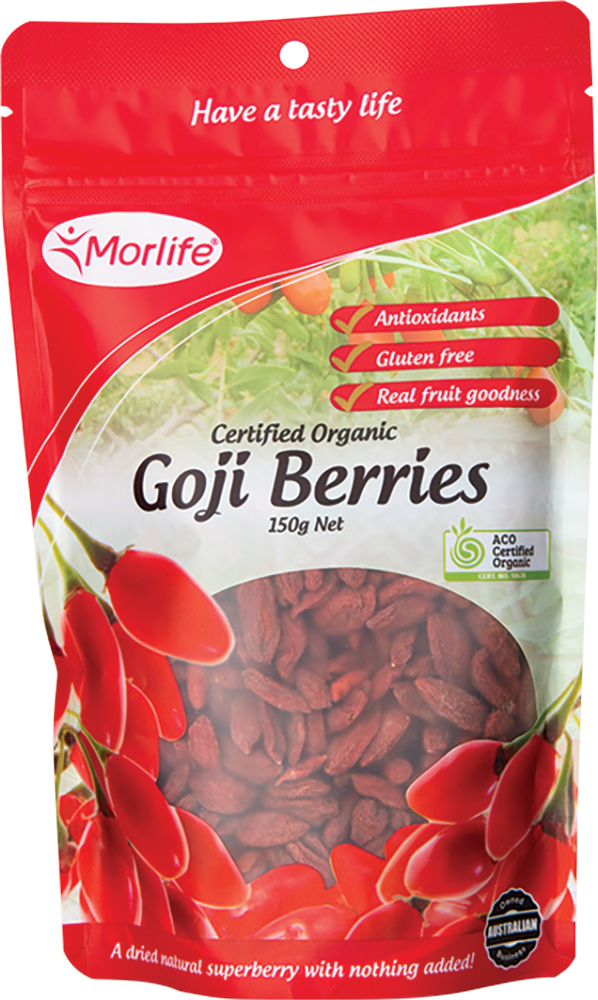 Have a tasty life
Morlife®
Antioxidants
Gluten free
Real fruit goodness
Certified Organic
Goji Berries
150g Net
ACO
Certified
Organic
Owned
AUSTRALIAN
Business
A dried natural superberry with nothing added!